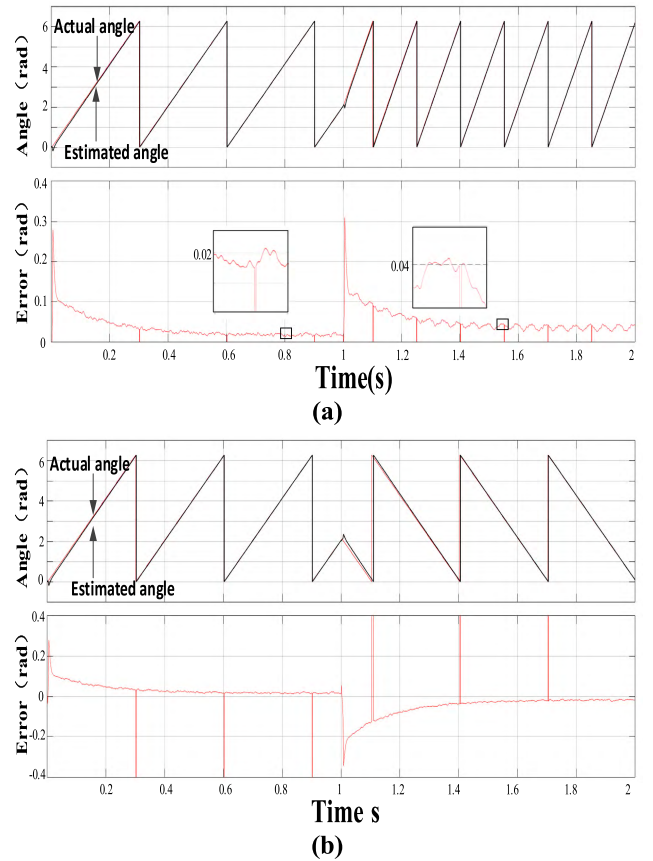 Actual angle
Estimated angle
Angle（rad）
6
4
2
0
0.4
0.3
0.2
0.1
0
Error（rad）
0.02
0.04
0.2 0.4 0.6 0.8 1 1.2 1.4 1.6 1.8 2
Time(s)
(a)
Actual angle
Estimated angle
Angle（rad）
6
4
2
0
0.4
0.2
0
-0.2
-0.4
Error（rad）
0.2 0.4 0.6 0.8 1 1.2 1.4 1.6 1.8 2
Time s
(b)